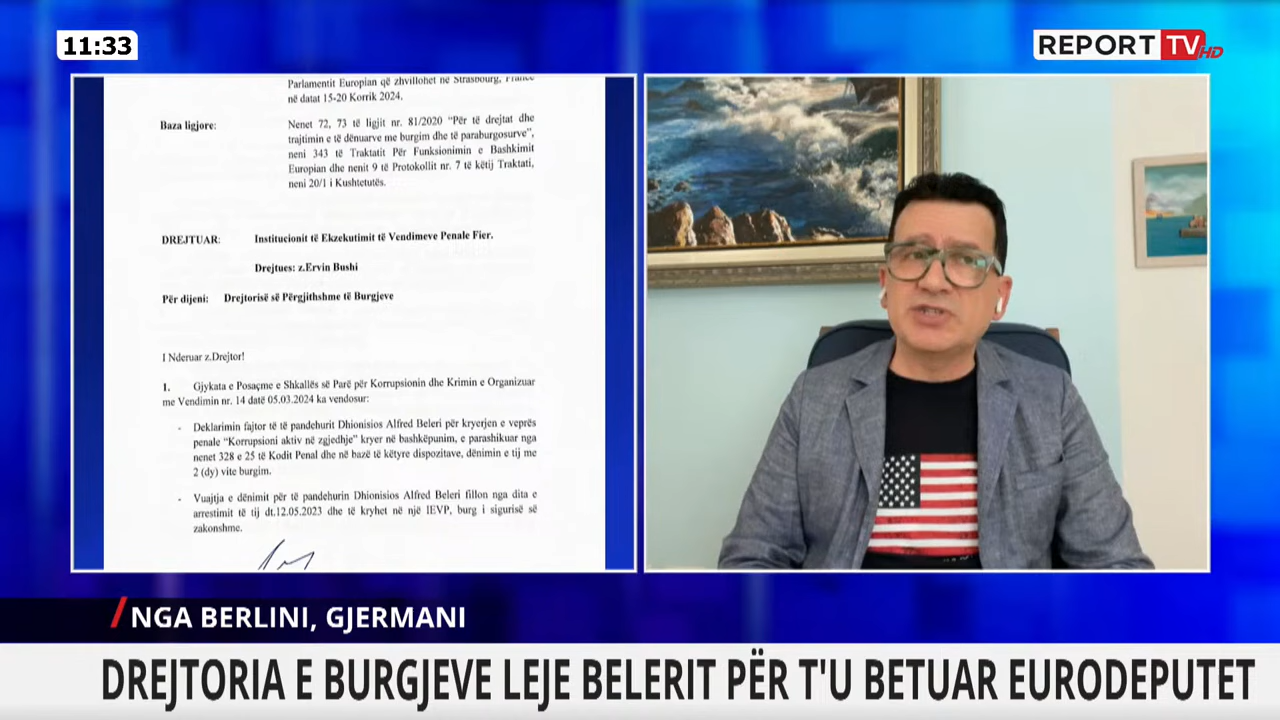 11:33
REPORT TV HD
Parlamentit Europian që zhvillohet në Strasbourg, France
në datat 15-20 Korrik 2024.
Baza ligjore:
Nenet 72, 73 të ligjit nr. 81/2020 “Për të drejtat dhe
trajtimin e të dënuarve me burgim dhe të paraburgosurve”,
neni 343 të Traktatit Për Funksionimin e Bashkimit
Europian dhe nenit 9 të Protokollit nr. 7 të këtij Traktati,
neni 20/1 i Kushtetutës.
DREJTUAR: Institucionit të Ekzekutimit të Vendimeve Penale Fier.
Drejtues: z.Ervin Bushi
Për dijeni: Drejtorisë së Përgjithshme të Burgjeve
I Nderuar z.Drejtor!
1. Gjykata e Posaçme e Shkallës së Parë për Korrupsionin dhe Krimin e Organizuar
me Vendimin nr. 14 datë 05.03.2024 ka vendosur:
- Deklarimin fajtor të të pandehurit Dhionisios Alfred Beleri për kryerjen e veprës
penale “Korrupsioni aktiv në zgjedhje” kryer në bashkëpunim, e parashikuar nga
nenet 328 e 25 të Kodit Penal dhe në bazë të këtyre dispozitave, dënimin e tij me
2 (dy) vite burgim.
- Vuajtja e dënimit për të pandehurin Dhionisios Alfred Beleri fillon nga dita e
arrestimit të tij dt.12.05.2023 dhe të kryhet në një IEVP, burg i sigurisë së
zakonshme.
NGA BERLINI, GJERMANI
DREJTORIA E BURGJEVE LEJE BELERIT PËR T'U BETUAR EURODEPUTET